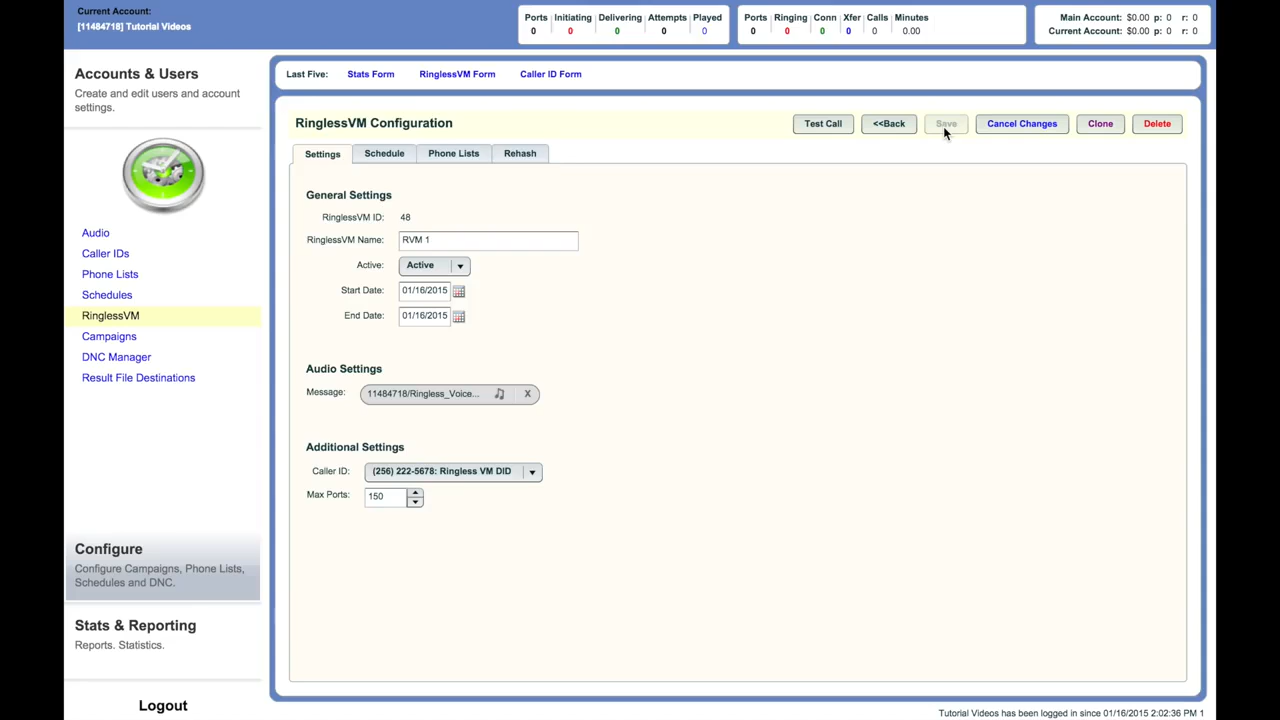 Current Account:
[11484718] Tutorial Videos
Ports Initiating Delivering Attempts Played
0 0 0 0 0
Ports Ringing Conn Xfer Calls Minutes
0 0 0 0 0 0.00
Main Account: $0.00 p: 0 r: 0
Current Account: $0.00 p: 0 r: 0
Accounts & Users
Create and edit users and account
settings.
Audio
Caller IDs
Phone Lists
Schedules
RinglessVM
Campaigns
DNC Manager
Result File Destinations
Configure
Configure Campaigns, Phone Lists,
Schedules and DNC.
Stats & Reporting
Reports. Statistics.
Logout
Last Five: Stats Form RinglessVM Form Caller ID Form
RinglessVM Configuration
Test Call <<Back Save Cancel Changes Clone Delete
Settings Schedule Phone Lists Rehash
General Settings
RinglessVM ID: 48
RinglessVM Name: RVM 1
Active: Active
Start Date: 01/16/2015
End Date: 01/16/2015
Audio Settings
Message: 11484718/Ringless_Voice... X
Additional Settings
Caller ID: (256) 222-5678: Ringless VM DID
Max Ports: 150
Tutorial Videos has been logged in since 01/16/2015 2:02:36 PM 1